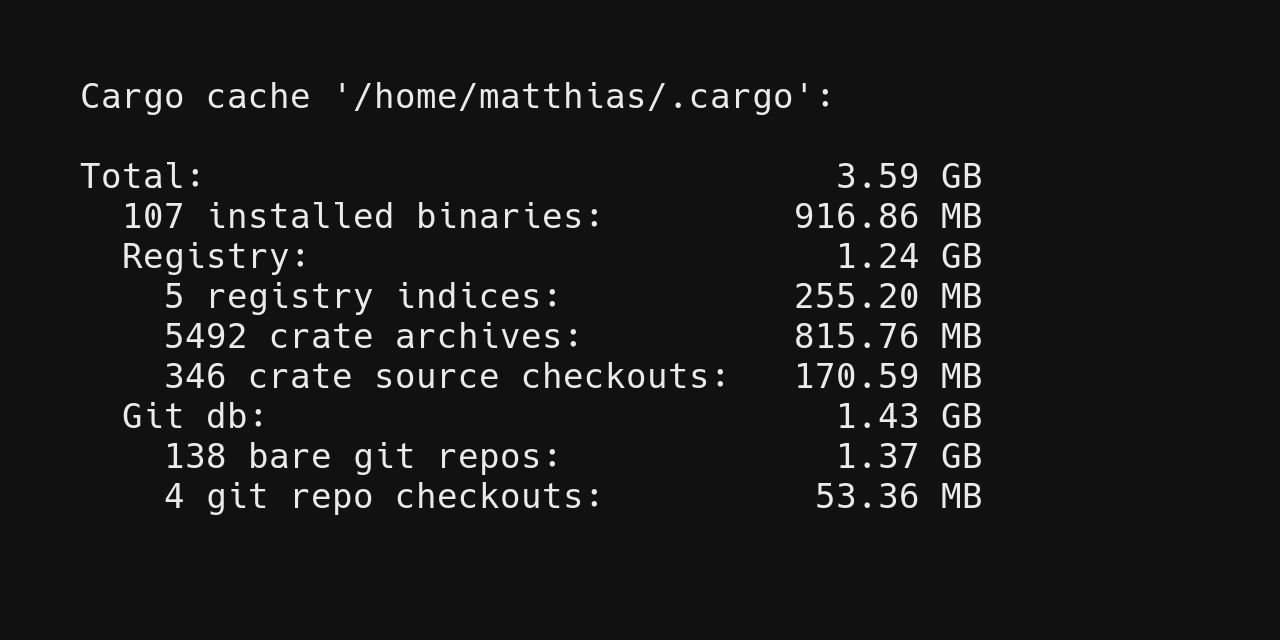 Cargo cache '/home/matthias/.cargo':

Total:                              3.59 GB
  107 installed binaries:         916.86 MB
  Registry:                         1.24 GB
    5 registry indices:           255.20 MB
    5492 crate archives:          815.76 MB
    346 crate source checkouts:   170.59 MB
  Git db:                           1.43 GB
    138 bare git repos:             1.37 GB
    4 git repo checkouts:          53.36 MB